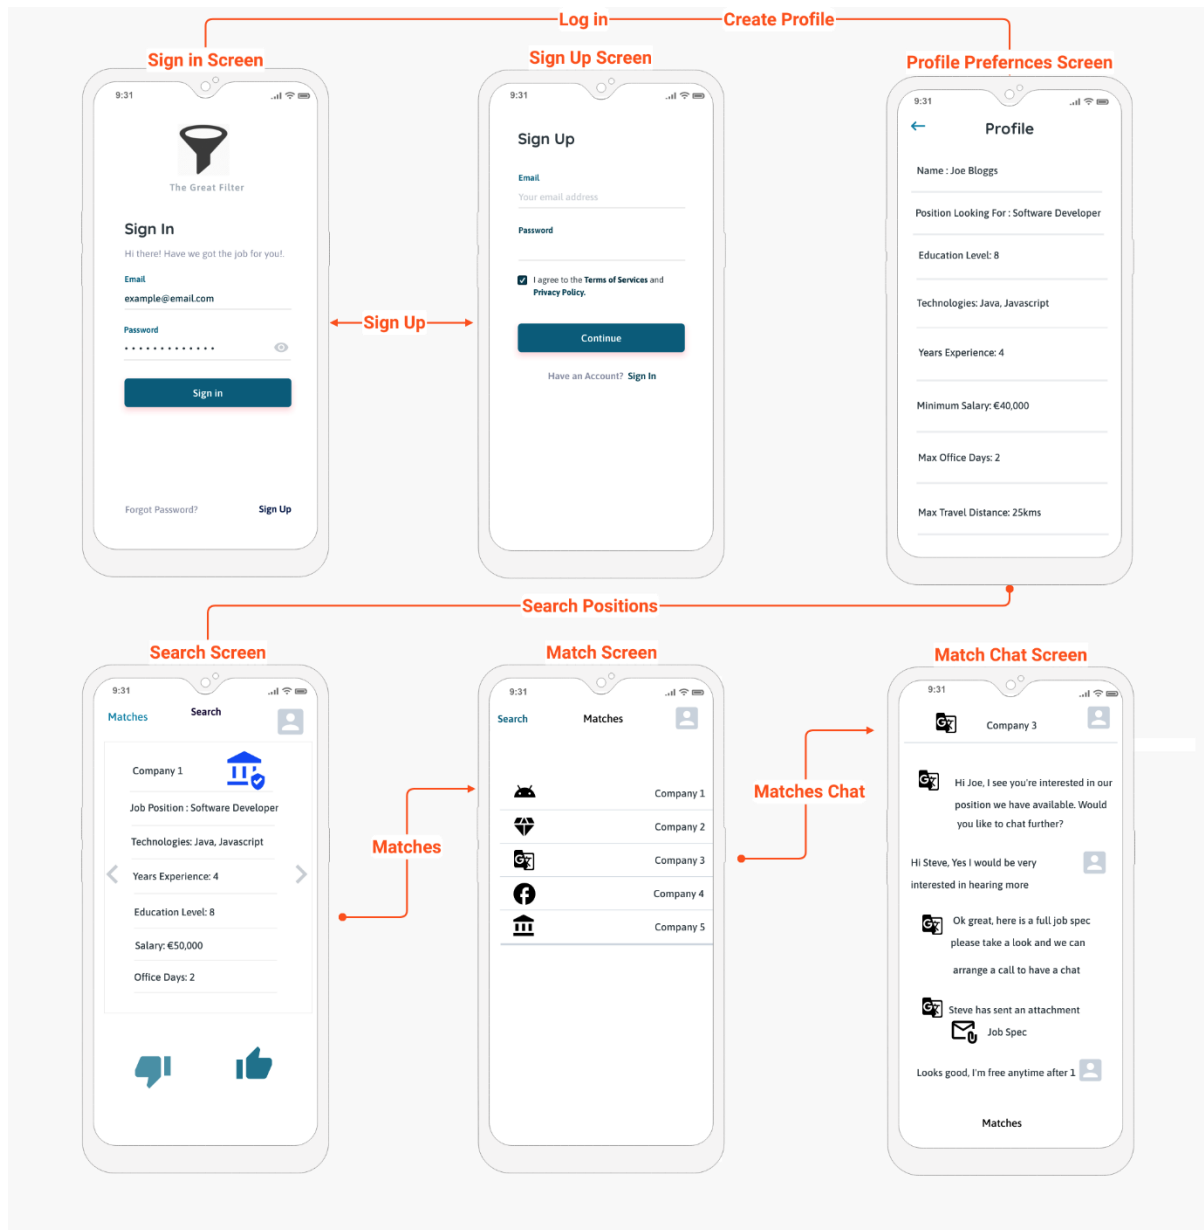 Log in
Create Profile
Sign in Screen
9:31
The Great Filter
Sign In
Hi there! Have we got the job for you!.
Email
example@email.com
Password
Sign in
Forgot Password?
Sign Up
Sign Up
Sign Up Screen
9:31
Sign Up
Email
Your email address
Password
I agree to the Terms of Services and
Privacy Policy.
Continue
Have an Account? Sign In
Profile Prefernces Screen
9:31
Profile
Name : Joe Bloggs
Position Looking For : Software Developer
Education Level: 8
Technologies: Java, Javascript
Years Experience: 4
Minimum Salary: €40,000
Max Office Days: 2
Max Travel Distance: 25kms
Search Positions
Search Screen
9:31
Matches
Search
Company 1
Job Position : Software Developer
Technologies: Java, Javascript
Years Experience: 4
Education Level: 8
Salary: €50,000
Office Days: 2
Matches
Match Screen
9:31
Search
Matches
Company 1
Company 2
Company 3
Company 4
Company 5
Matches Chat
Match Chat Screen
9:31
Company 3
Hi Joe, I see you're interested in our
position we have available. Would
you like to chat further?
Hi Steve, Yes I would be very
interested in hearing more
Ok great, here is a full job spec
please take a look and we can
arrange a call to have a chat
Steve has sent an attachment
Job Spec
Looks good, I'm free anytime after 1
Matches